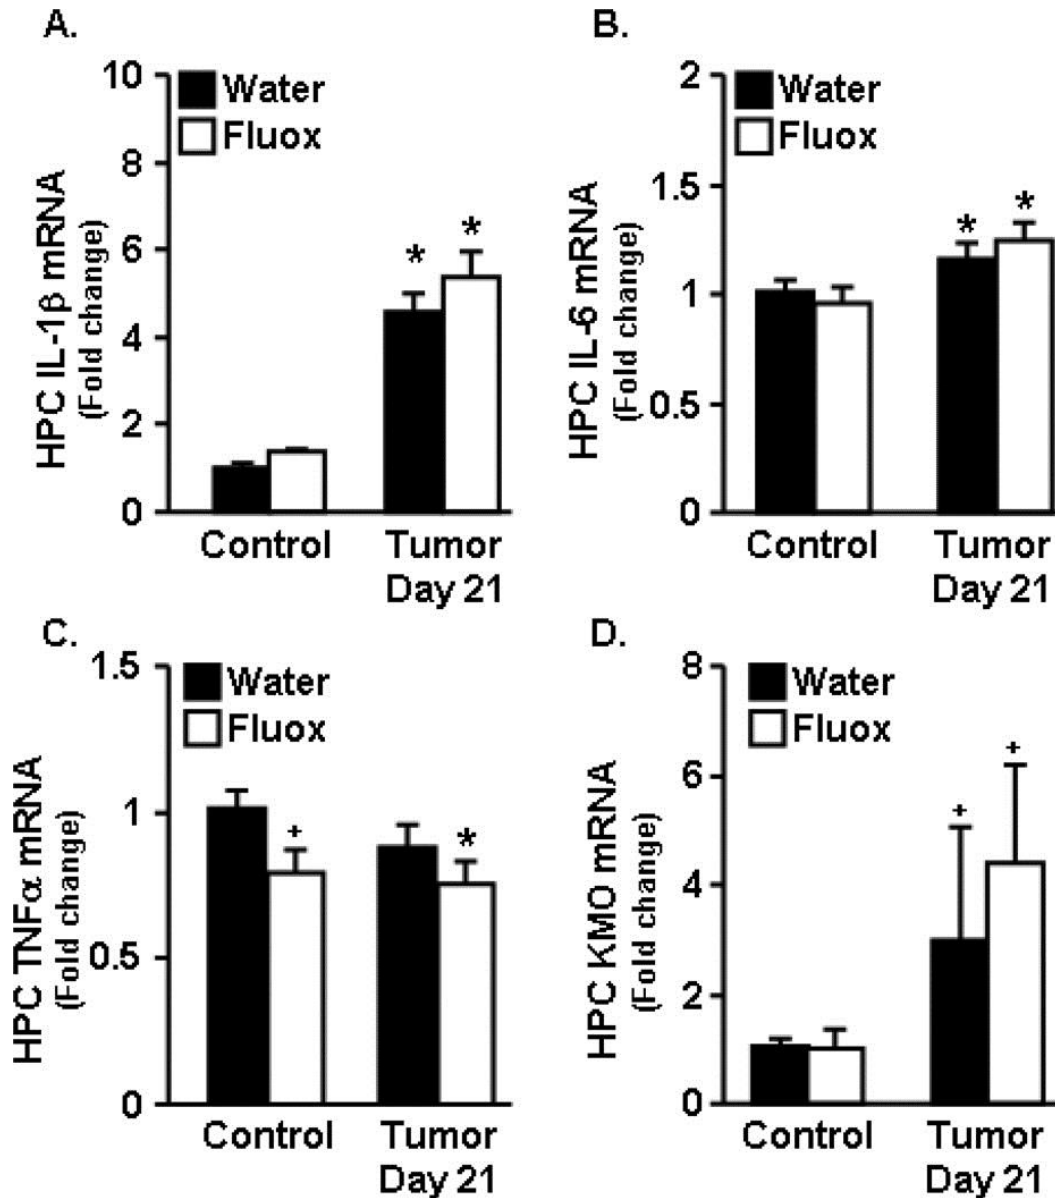 A.
HPC IL-1β mRNA
(Fold change)
10
8
6
4
2
0
Water
Fluox
*
*
Control
Tumor
Day 21
B.
HPC IL-6 mRNA
(Fold change)
2
1.5
1
0.5
0
Water
Fluox
*
*
Control
Tumor
Day 21
C.
HPC TNFα mRNA
(Fold change)
1.5
1
0.5
0
Water
Fluox
+
*
Control
Tumor
Day 21
D.
HPC KMO mRNA
(Fold change)
8
6
4
2
0
Water
Fluox
+
+
Control
Tumor
Day 21